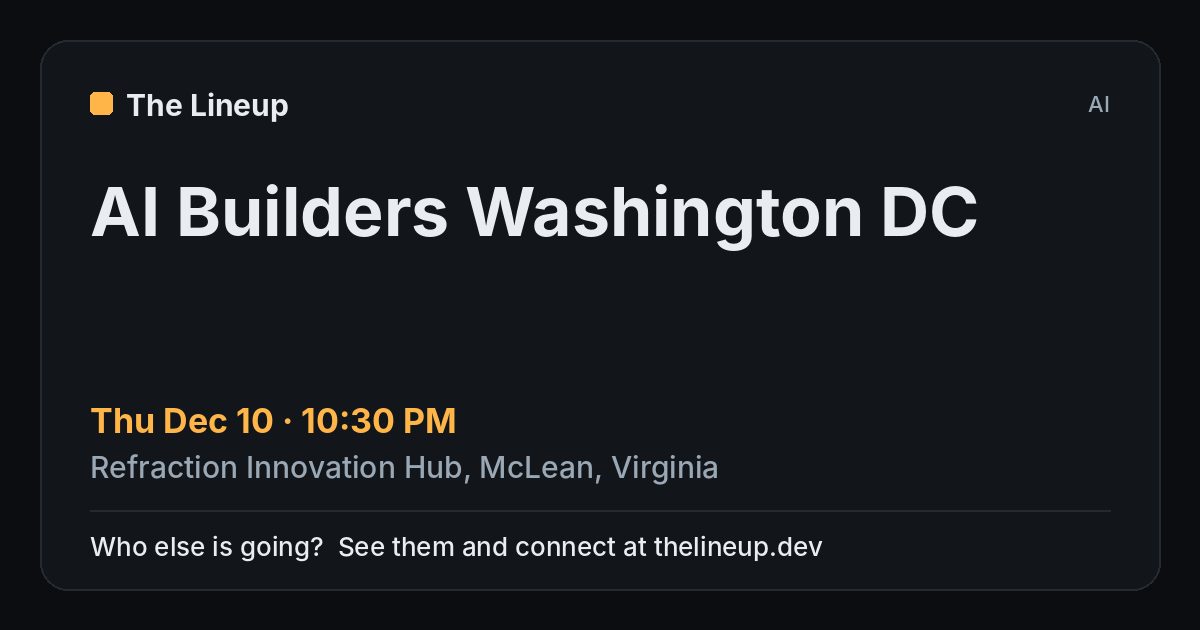 The Lineup
AI
AI Builders Washington DC
Thu Dec 10 · 10:30 PM
Refraction Innovation Hub, McLean, Virginia
Who else is going?  See them and connect at thelineup.dev